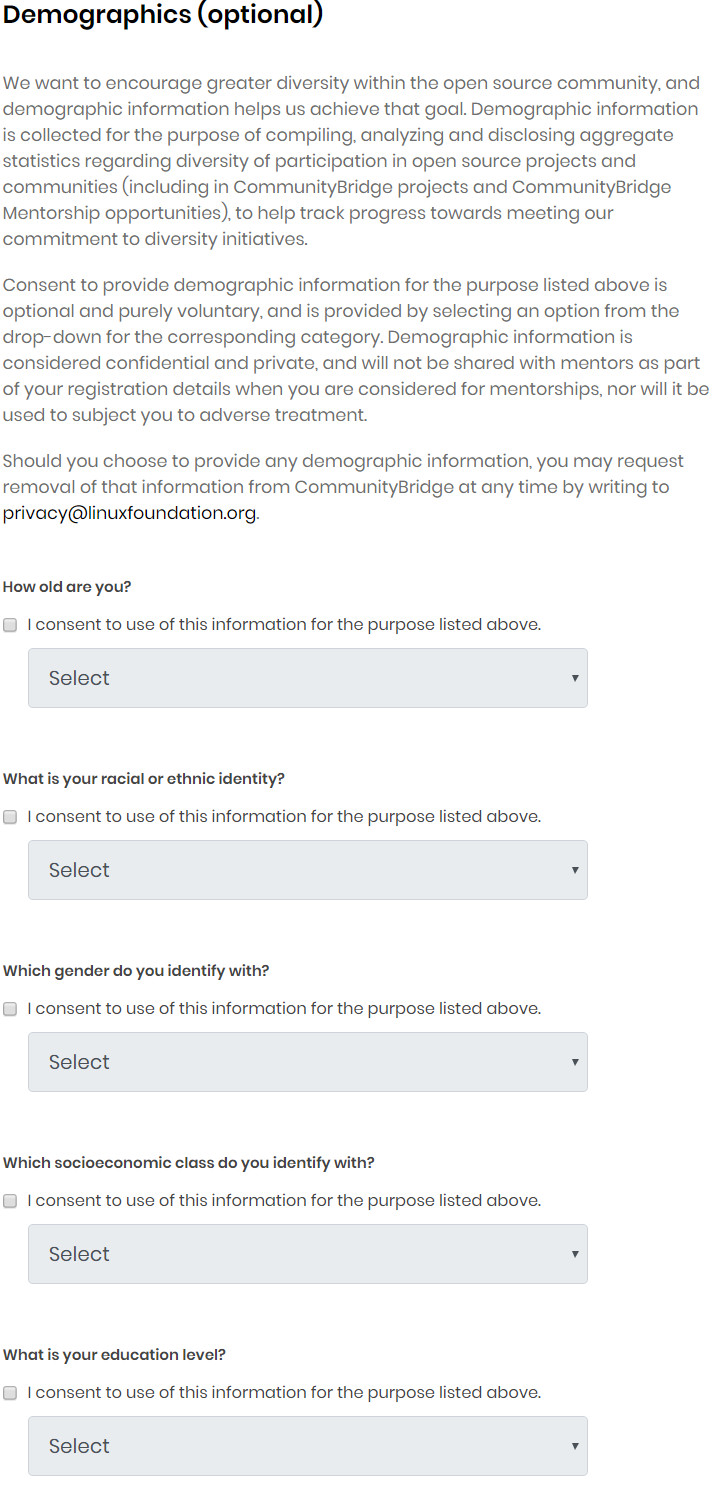 Demographics (optional)
We want to encourage greater diversity within the open source community, and
demographic information helps us achieve that goal. Demographic information
is collected for the purpose of compiling, analyzing and disclosing aggregate
statistics regarding diversity of participation in open source projects and
communities (including in CommunityBridge projects and CommunityBridge
Mentorship opportunities), to help track progress towards meeting our
commitment to diversity initiatives.
Consent to provide demographic information for the purpose listed above is
optional and purely voluntary, and is provided by selecting an option from the
drop-down for the corresponding category. Demographic information is
considered confidential and private, and will not be shared with mentors as part
of your registration details when you are considered for mentorships, nor will it be
used to subject you to adverse treatment.
Should you choose to provide any demographic information, you may request
removal of that information from CommunityBridge at any time by writing to
privacy@linuxfoundation.org.
How old are you?
I consent to use of this information for the purpose listed above.
Select
What is your racial or ethnic identity?
I consent to use of this information for the purpose listed above.
Select
Which gender do you identify with?
I consent to use of this information for the purpose listed above.
Select
Which socioeconomic class do you identify with?
I consent to use of this information for the purpose listed above.
Select
What is your education level?
I consent to use of this information for the purpose listed above.
Select